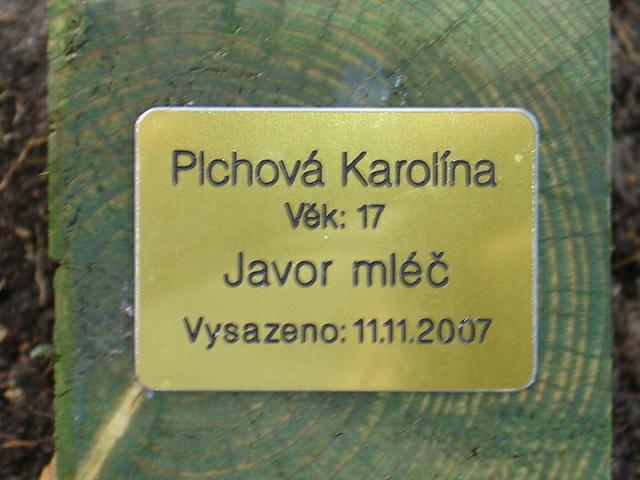 Plchová Karolína
Věk: 17
Javor mléč
Vysazeno: 11.11.2007